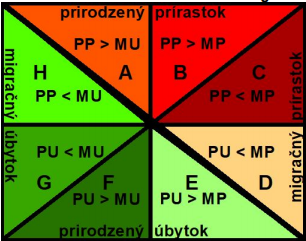 prirodzený prírastok
PP > MU PP > MP
H A B C
PP < MU PP < MP
migračný prírastok
úbytok migračný
PU < MU PU < MP
G F E D
PU > MU PU > MP
prirodzený úbytok